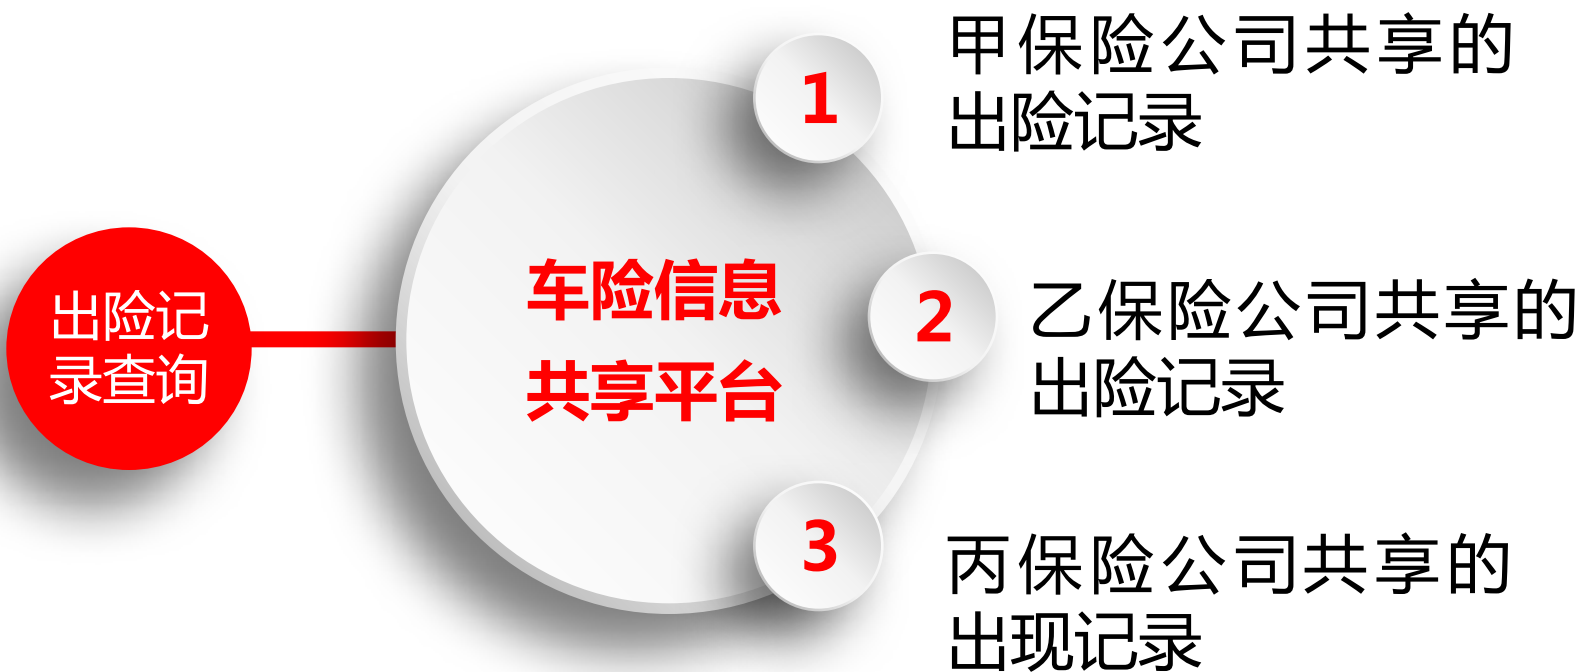 出险记
录查询
车险信息
共享平台
1
甲保险公司共享的
出险记录
2
乙保险公司共享的
出险记录
3
丙保险公司共享的
出现记录